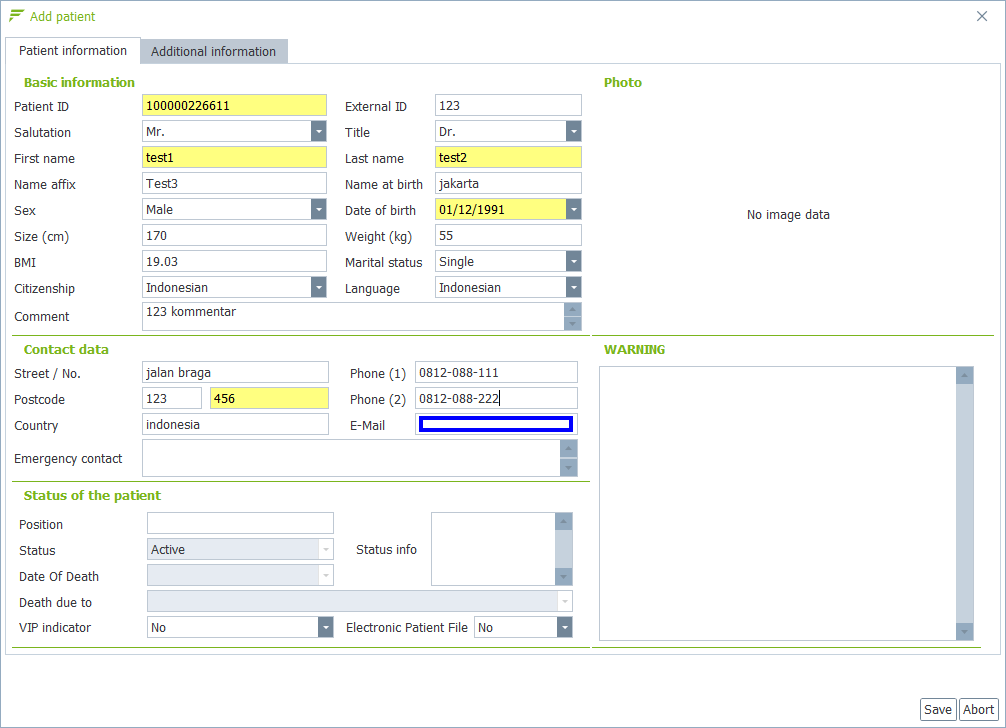 Add patient
Patient information Additional information
Basic information
Patient ID 100000226611 External ID 123
Salutation Mr. Title Dr.
First name test1 Last name test2
Name affix Test3 Name at birth jakarta
Sex Male Date of birth 01/12/1991
Size (cm) 170 Weight (kg) 55
BMI 19.03 Marital status Single
Citizenship Indonesian Language Indonesian
Comment 123 kommentar
Photo
No image data
Contact data
Street / No. jalan braga Phone (1) 0812-088-111
Postcode 123 456 Phone (2) 0812-088-222
Country indonesia E-Mail
Emergency contact
WARNING
Status of the patient
Position
Status Active Status info
Date Of Death
Death due to
VIP indicator No Electronic Patient File No
Save Abort